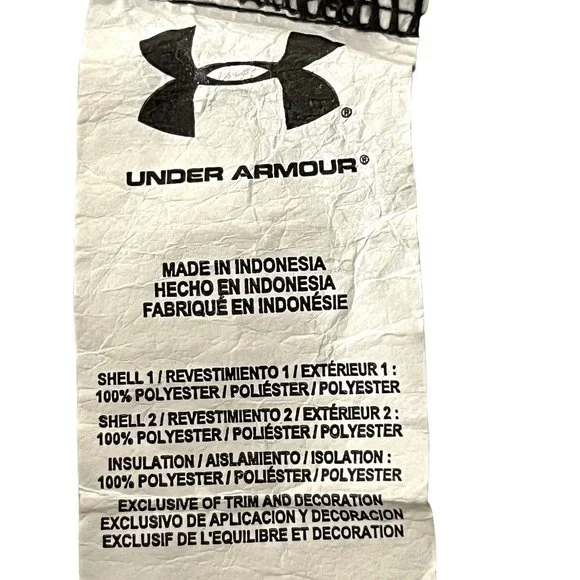 ®
UNDER ARMOUR®
MADE IN INDONESIA
HECHO EN INDONESIA
FABRIQUÉ EN INDONÉSIE
SHELL 1 / REVESTIMIENTO 1 / EXTÉRIEUR 1 :
100% POLYESTER / POLIÉSTER / POLYESTER
SHELL 2 / REVESTIMIENTO 2 / EXTÉRIEUR 2 :
100% POLYESTER / POLIÉSTER / POLYESTER
INSULATION / AISLAMIENTO / ISOLATION :
100% POLYESTER / POLIÉSTER / POLYESTER
EXCLUSIVE OF TRIM AND DECORATION
EXCLUSIVO DE APLICACION Y DECORACION
EXCLUSIF DE L'EQUILIBRE ET DECORATION